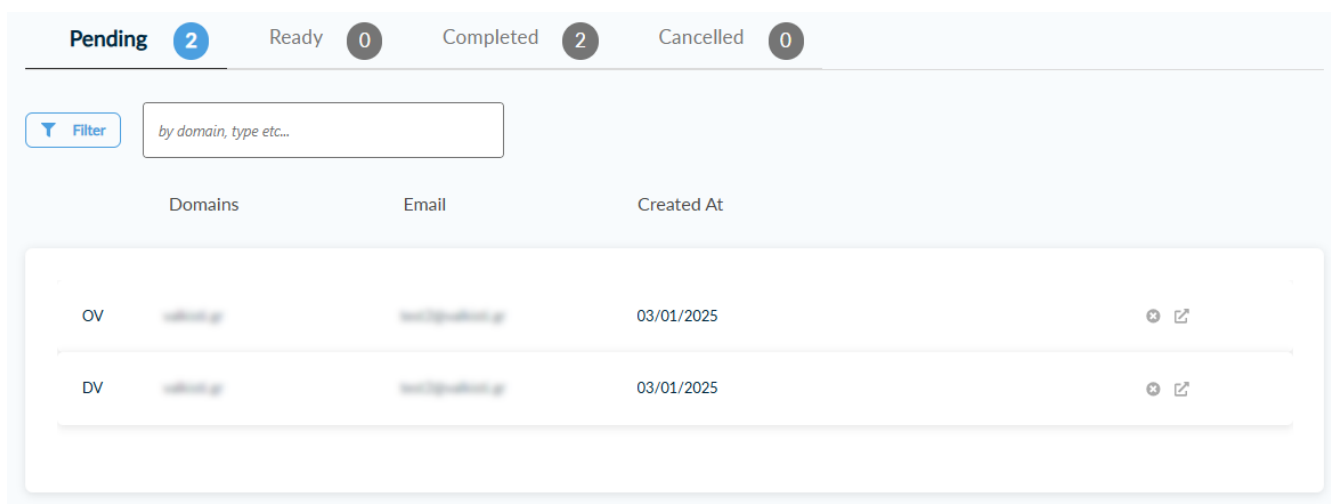 Pending 2 Ready 0 Completed 2 Cancelled 0
Filter by domain, type etc...
Domains Email Created At
OV 03/01/2025
DV 03/01/2025